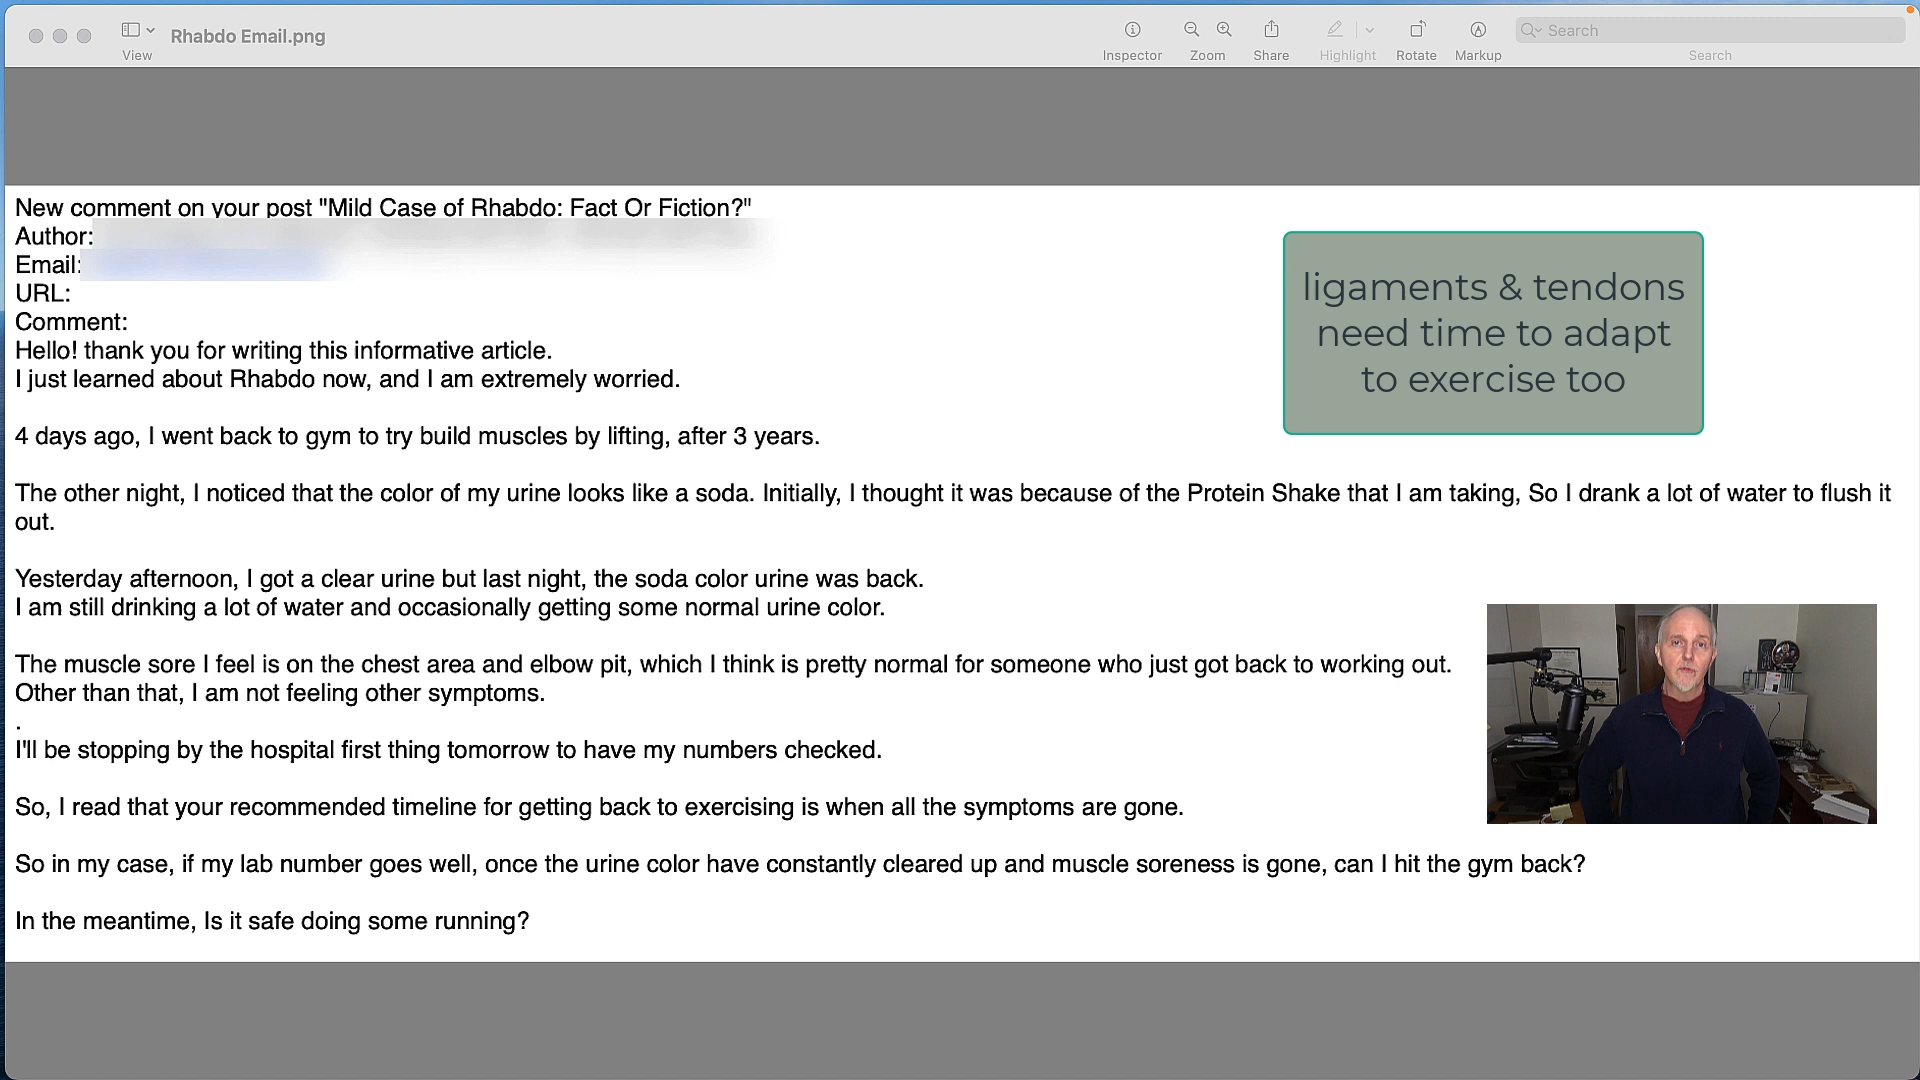 Rhabdo Email.png
View
Inspector
Zoom
Share
Highlight
Rotate
Markup
Search
Search
New comment on your post "Mild Case of Rhabdo: Fact Or Fiction?"
Author:
Email:
URL:
Comment:
Hello! thank you for writing this informative article.
I just learned about Rhabdo now, and I am extremely worried.
4 days ago, I went back to gym to try build muscles by lifting, after 3 years.
The other night, I noticed that the color of my urine looks like a soda. Initially, I thought it was because of the Protein Shake that I am taking, So I drank a lot of water to flush it
out.
Yesterday afternoon, I got a clear urine but last night, the soda color urine was back.
I am still drinking a lot of water and occasionally getting some normal urine color.
The muscle sore I feel is on the chest area and elbow pit, which I think is pretty normal for someone who just got back to working out.
Other than that, I am not feeling other symptoms.
.
I'll be stopping by the hospital first thing tomorrow to have my numbers checked.
So, I read that your recommended timeline for getting back to exercising is when all the symptoms are gone.
So in my case, if my lab number goes well, once the urine color have constantly cleared up and muscle soreness is gone, can I hit the gym back?
In the meantime, Is it safe doing some running?
ligaments & tendons
need time to adapt
to exercise too